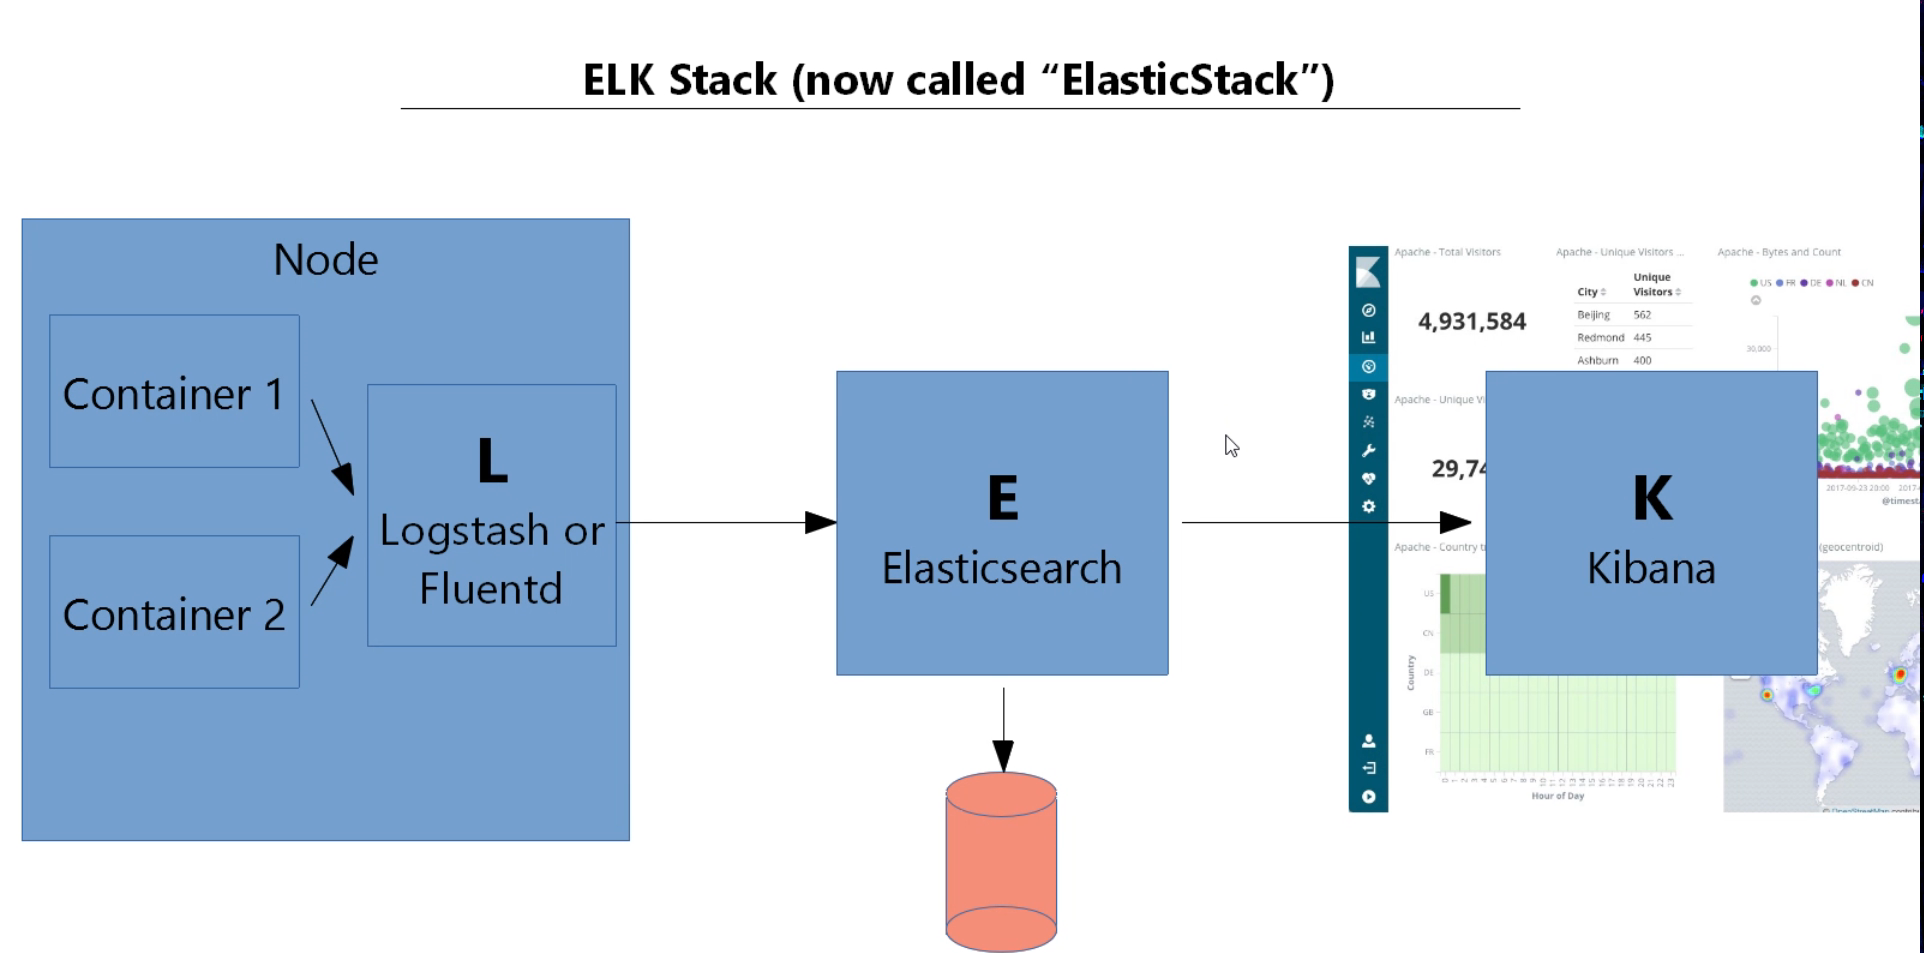 ELK Stack (now called “ElasticStack”)
Node
Container 1
Container 2
L
Logstash or
Fluentd
E
Elasticsearch
K
Kibana
Apache - Total Visitors
4,931,584
Apache - Unique Visitors ...
City Unique Visitors
Beijing 562
Redmond 445
Ashburn 400
Apache - Bytes and Count
US FR DE NL CN
30,000
2017-09-23 20:00 2017-
@timest
Apache - Unique Vi
29,74
Apache - Country t
Country
US
CN
DE
GB
FR
0 1 2 3 4 5 6 7 8 9 10 11 12 13 14 15 16 17 18 19 20 21 22 23
Hour of Day
(geocentroid)
© OpenStreetMap contrib